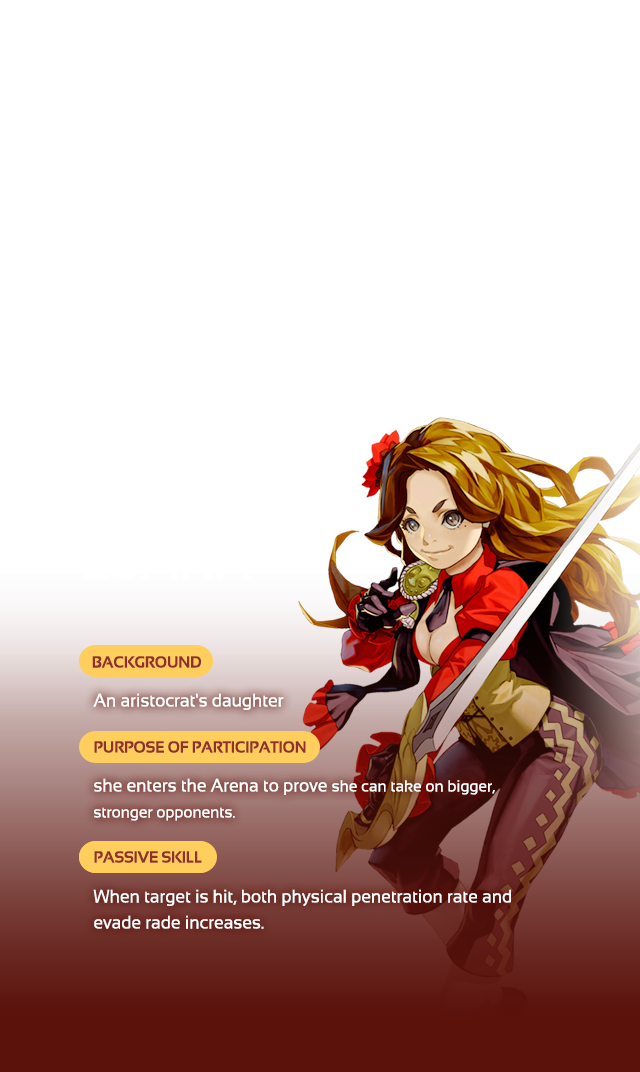 BACKGROUND
An aristocrat's daughter
PURPOSE OF PARTICIPATION
she enters the Arena to prove she can take on bigger,
stronger opponents.
PASSIVE SKILL
When target is hit, both physical penetration rate and
evade rade increases.